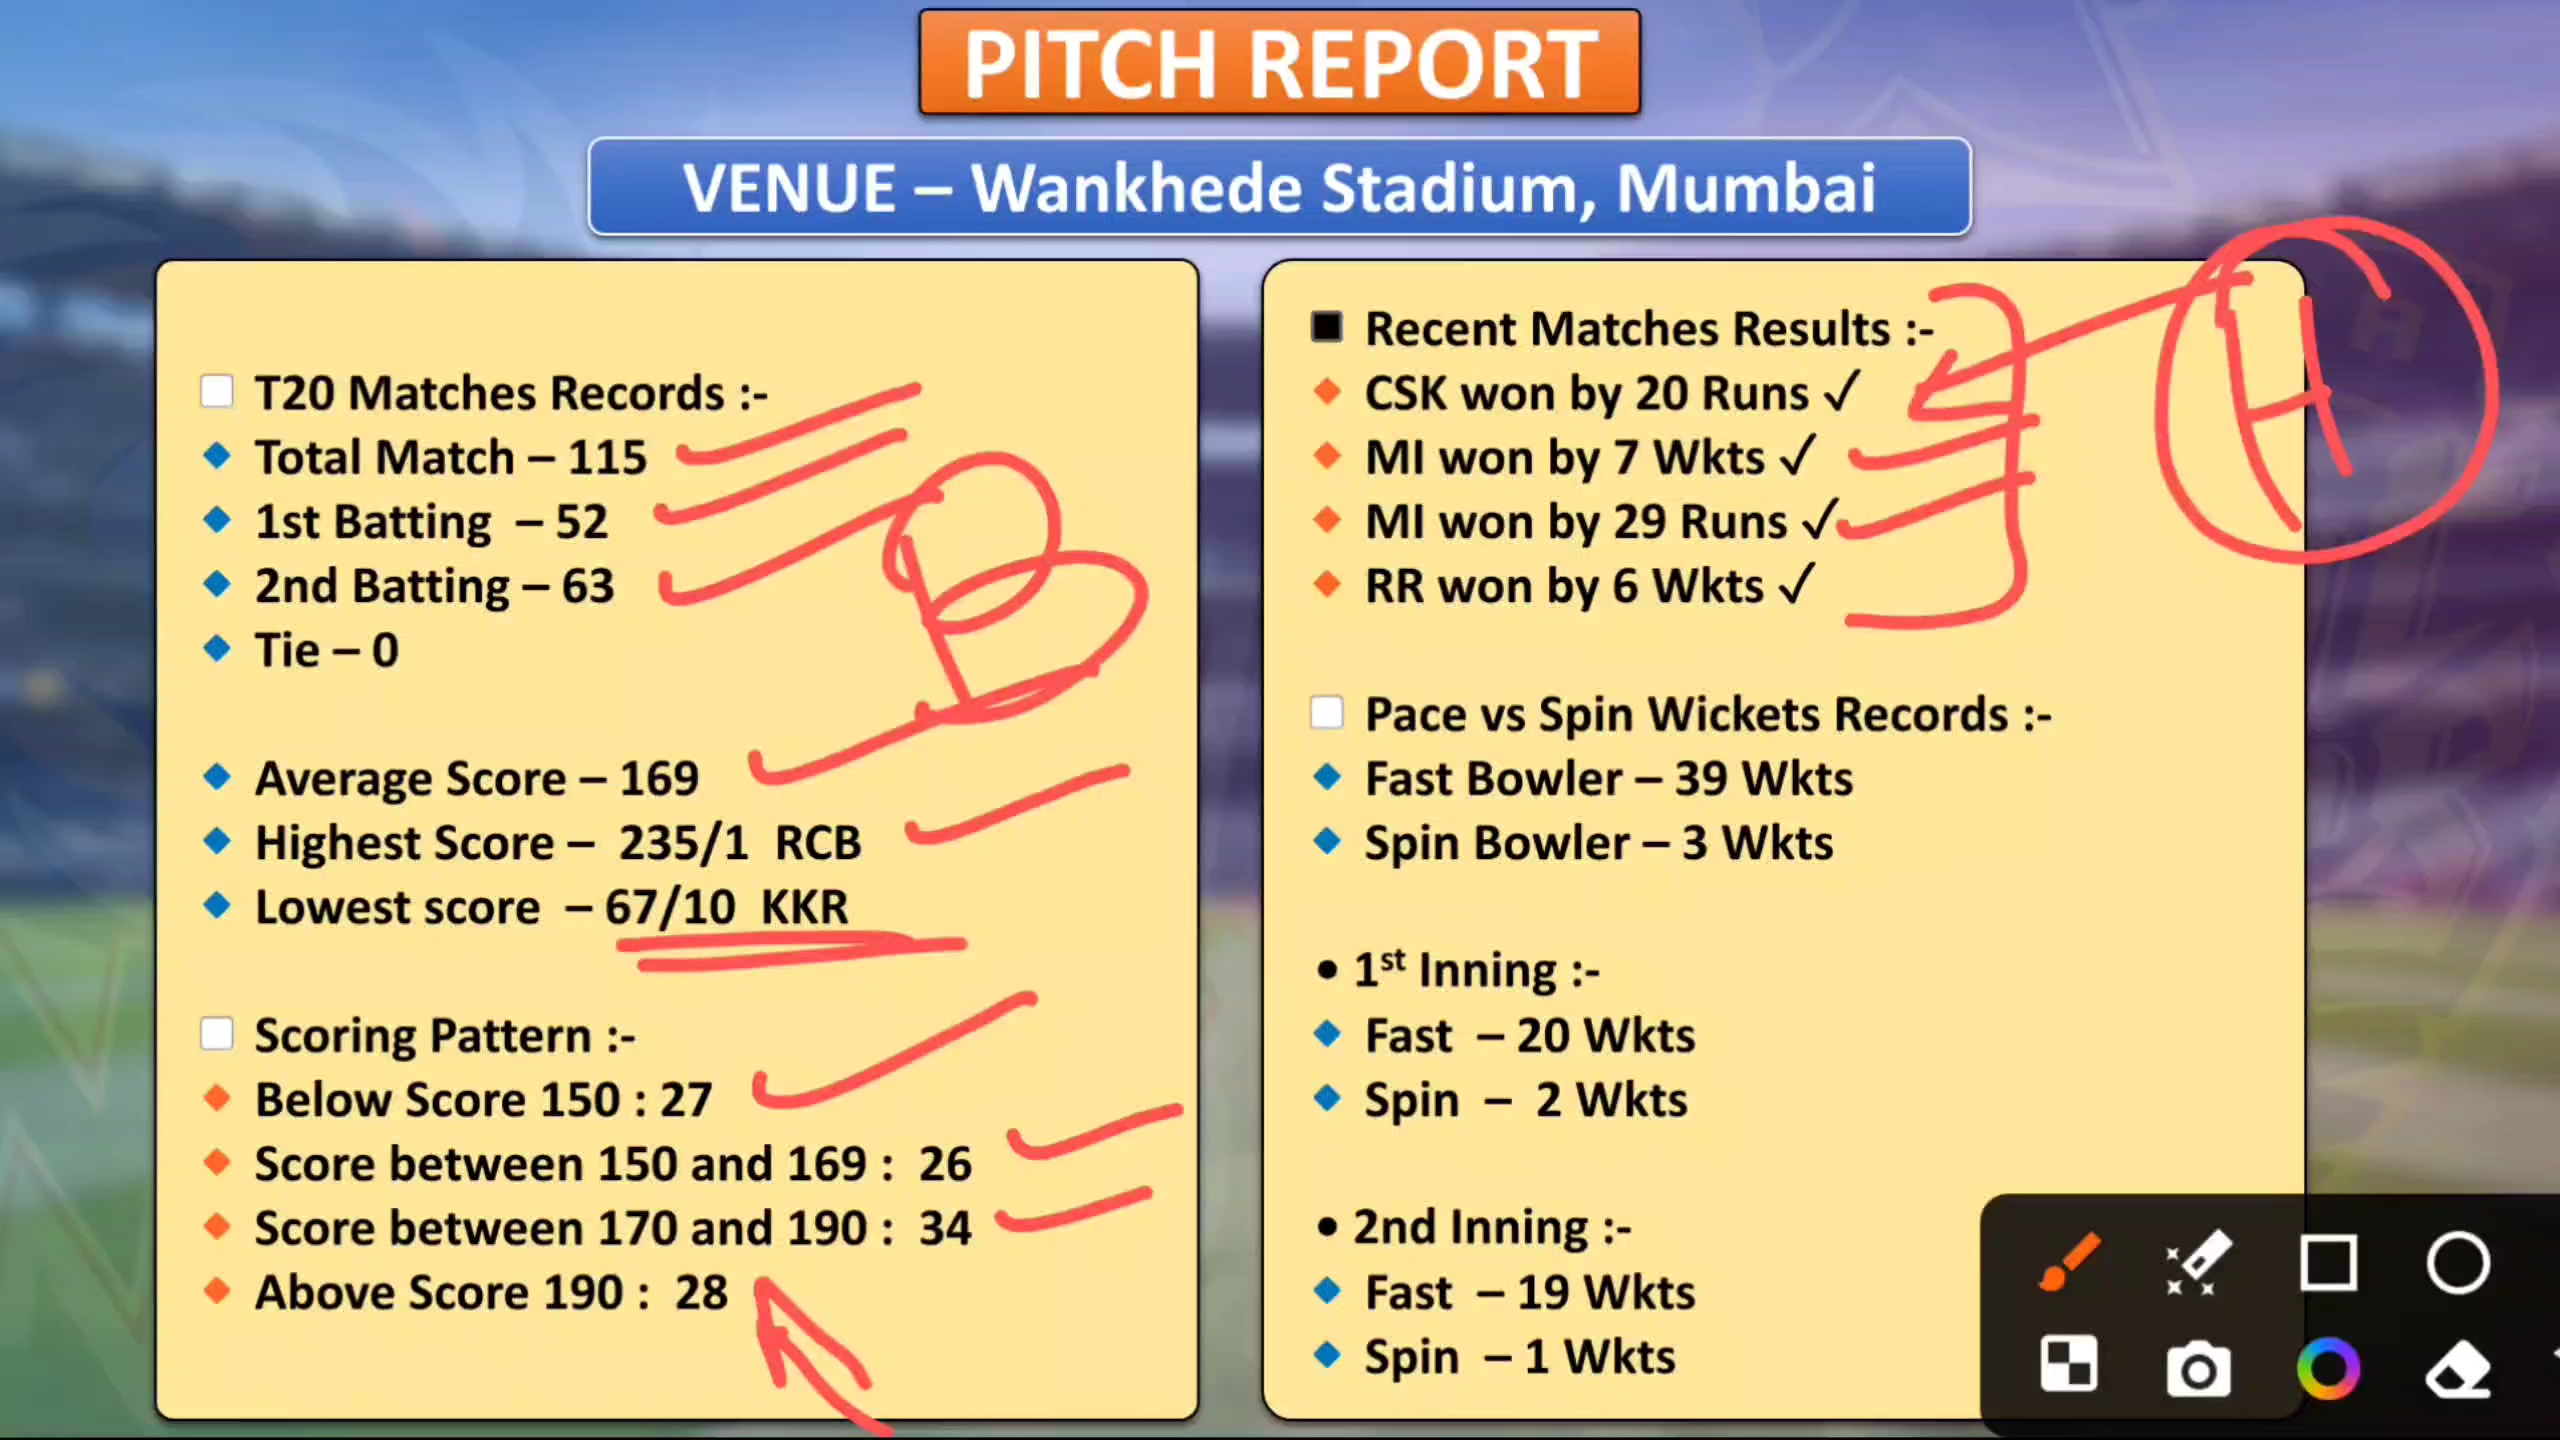 PITCH REPORT
VENUE – Wankhede Stadium, Mumbai
T20 Matches Records :-
Total Match – 115
1st Batting – 52
2nd Batting – 63
Tie – 0
Average Score – 169
Highest Score – 235/1 RCB
Lowest score – 67/10 KKR
Scoring Pattern :-
Below Score 150 : 27
Score between 150 and 169 : 26
Score between 170 and 190 : 34
Above Score 190 : 28
B
Recent Matches Results :-
CSK won by 20 Runs ✓
MI won by 7 Wkts ✓
MI won by 29 Runs ✓
RR won by 6 Wkts ✓
H
Pace vs Spin Wickets Records :-
Fast Bowler – 39 Wkts
Spin Bowler – 3 Wkts
• 1st Inning :-
Fast – 20 Wkts
Spin – 2 Wkts
• 2nd Inning :-
Fast – 19 Wkts
Spin – 1 Wkts